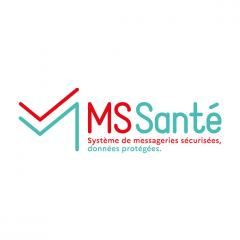 MSSanté
Système de messageries sécurisées,
données protégées.